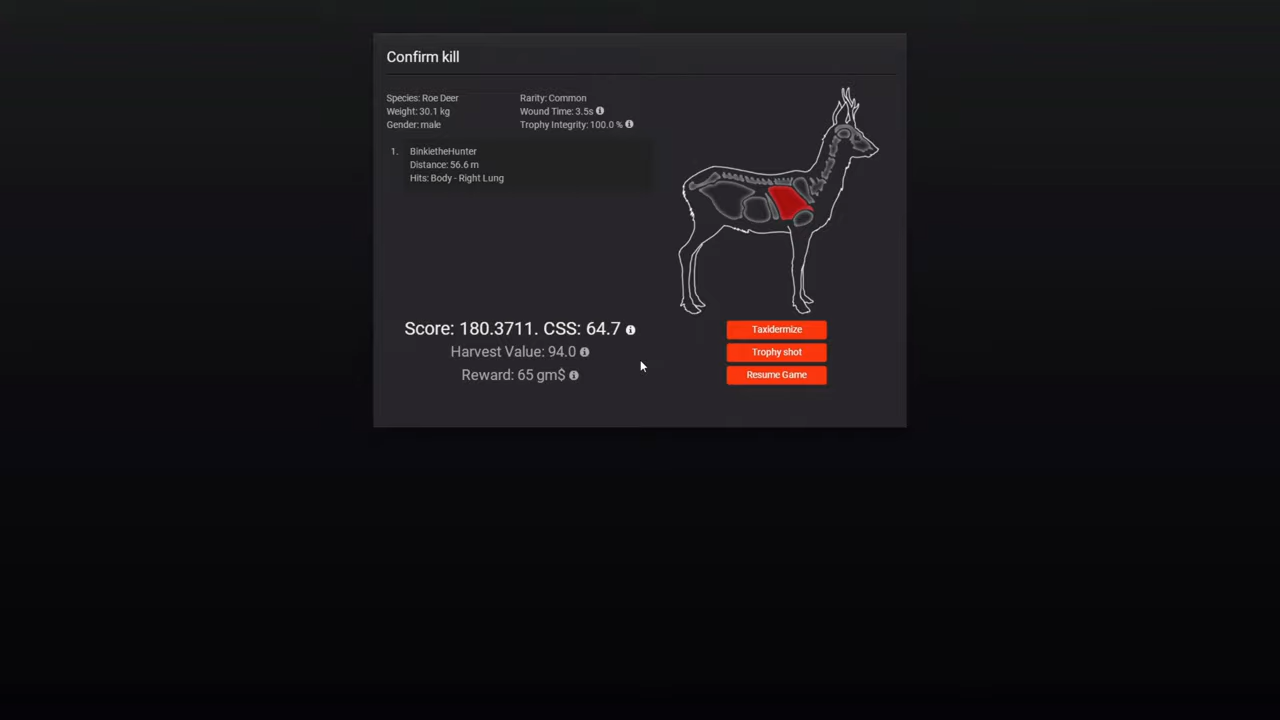 Confirm kill
Species: Roe Deer
Weight: 30.1 kg
Gender: male
Rarity: Common
Wound Time: 3.5s
Trophy Integrity: 100.0 %
1. BinkietheHunter
Distance: 56.6 m
Hits: Body - Right Lung
Score: 180.3711. CSS: 64.7
Harvest Value: 94.0
Reward: 65 gm$
Taxidermize
Trophy shot
Resume Game